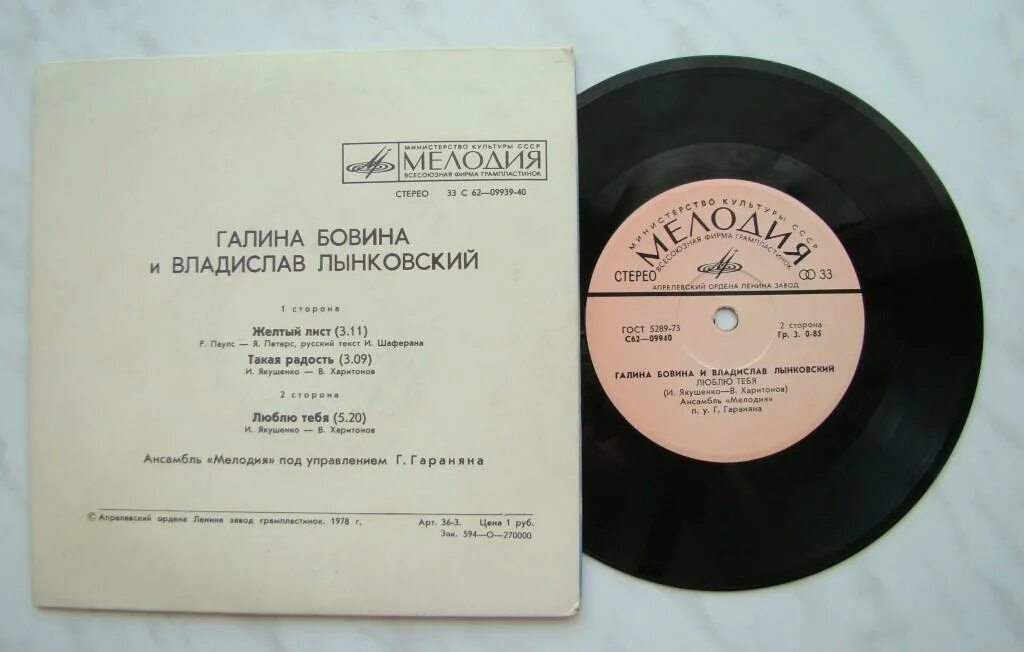 МИНИСТЕРСТВО КУЛЬТУРЫ СССР
МЕЛОДИЯ
ВСЕСОЮЗНАЯ ФИРМА ГРАМПЛАСТИНОК
СТЕРЕО 33 С 62—09939-40
ГАЛИНА БОВИНА
и ВЛАДИСЛАВ ЛЫНКОВСКИЙ
1 сторона
Желтый лист (3.11)
Р. Паулс — Я. Петерс, русский текст И. Шаферана
Такая радость (3.09)
И. Якушенко — В. Харитонов
2 сторона
Люблю тебя (5.20)
И. Якушенко — В. Харитонов
Ансамбль «Мелодия» под управлением Г. Гараняна
© Апрелевский ордена Ленина завод грампластинок. 1978 г. Арт. 36-3. Цена 1 руб.
Зак. 594—О—270000
МИНИСТЕРСТВО КУЛЬТУРЫ СССР
МЕЛОДИЯ
ВСЕСОЮЗНАЯ ФИРМА ГРАМПЛАСТИНОК
СТЕРЕО 33
АПРЕЛЕВСКИЙ ОРДЕНА ЛЕНИНА ЗАВОД
ГОСТ 5289-73 2 сторона
С62—09940 Гр. 3. 0-85
ГАЛИНА БОВИНА И ВЛАДИСЛАВ ЛЫНКОВСКИЙ
ЛЮБЛЮ ТЕБЯ
(И. Якушенко—В. Харитонов)
Ансамбль «Мелодия»
п. у. Г. Гараняна